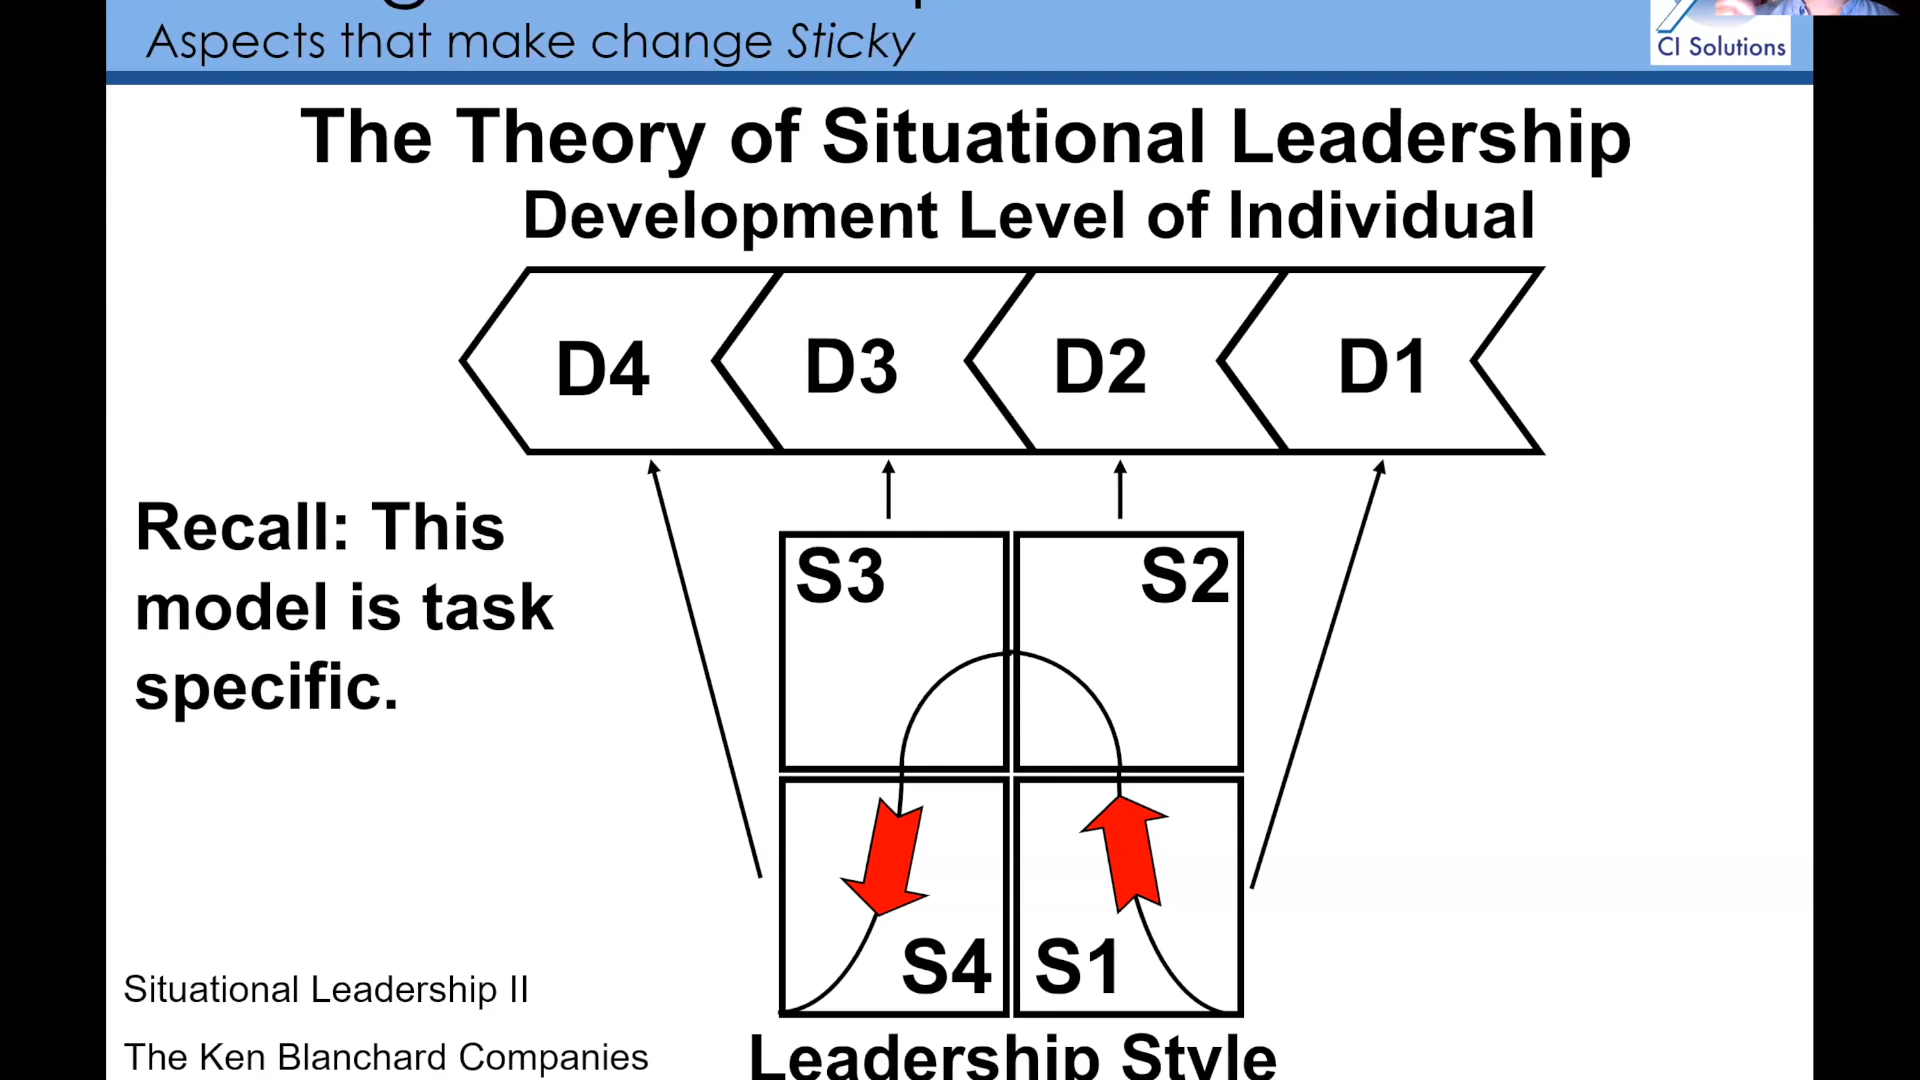 Aspects that make change Sticky
CI Solutions
The Theory of Situational Leadership
Development Level of Individual
D4 D3 D2 D1
Recall: This
model is task
specific.
S3 S2
S4 S1
Situational Leadership II
The Ken Blanchard Companies
Leadership Style